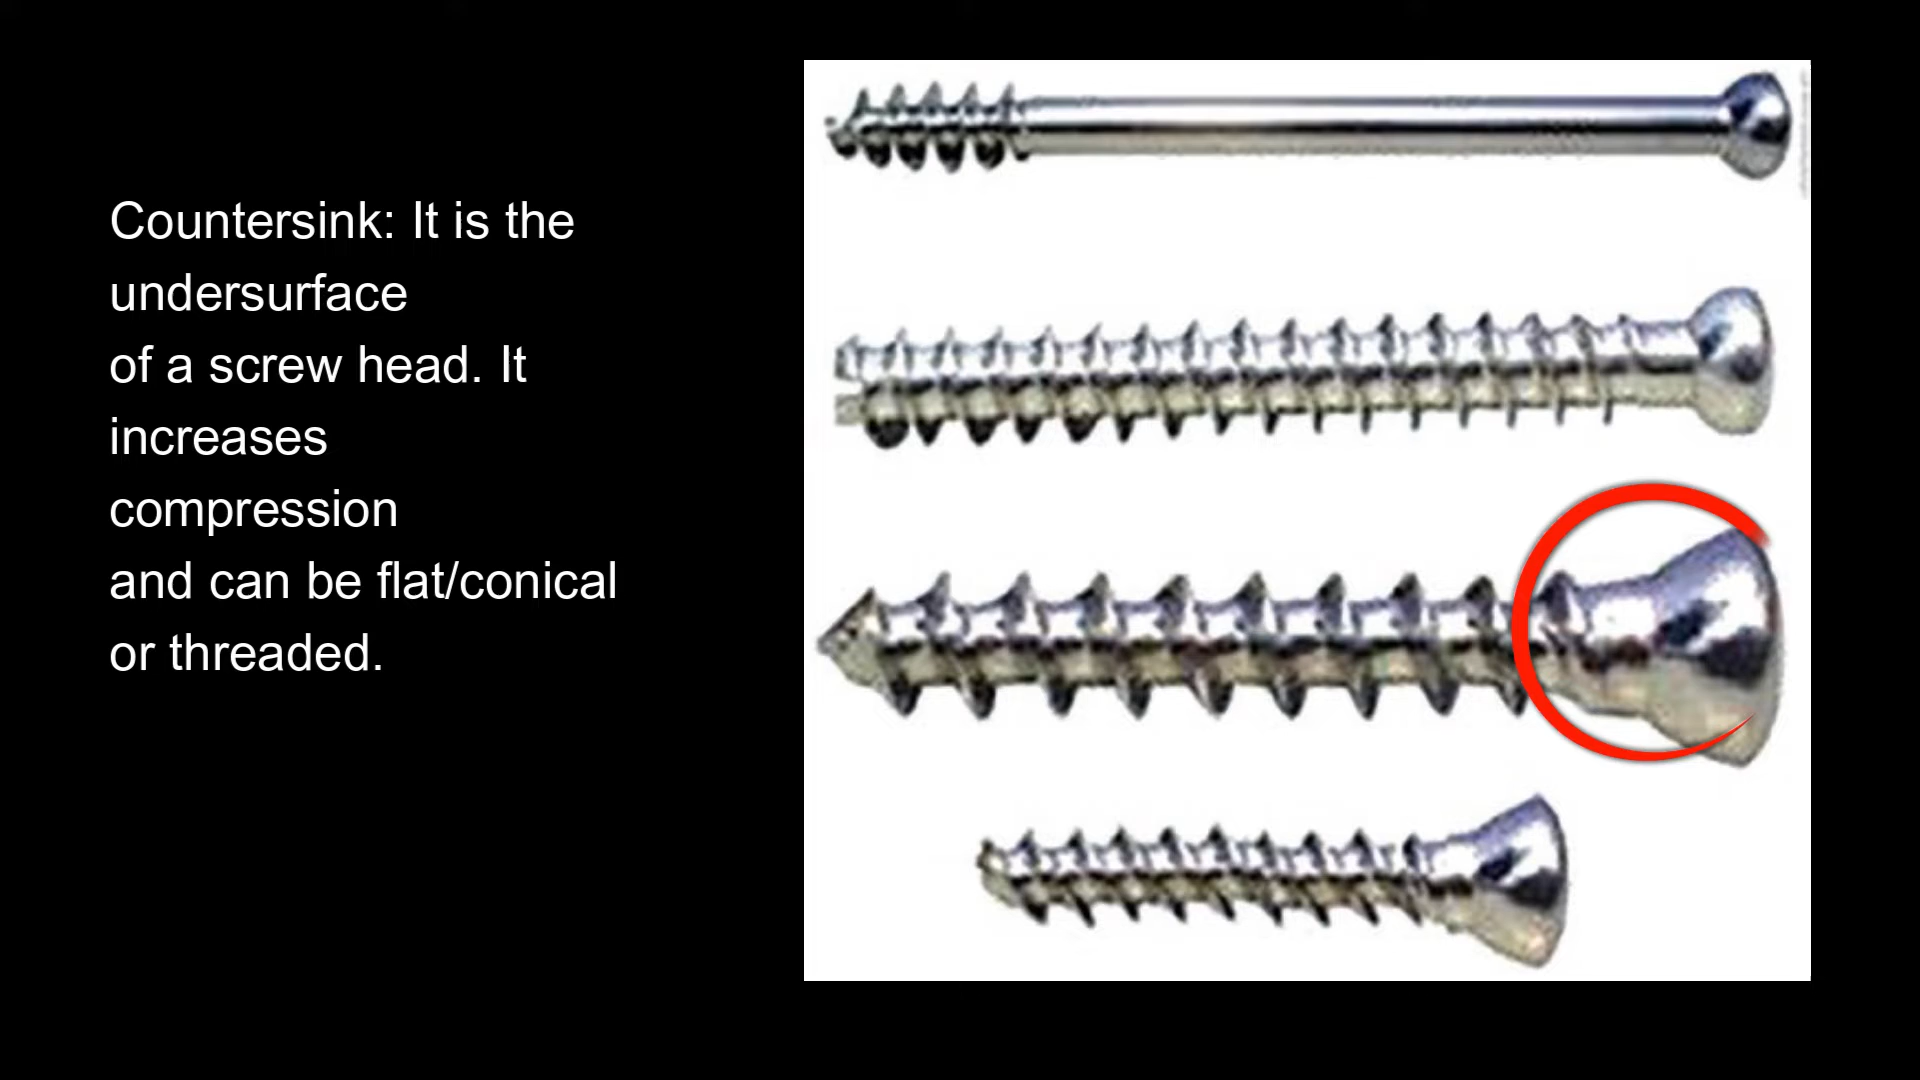 Countersink: It is the
undersurface
of a screw head. It
increases
compression
and can be flat/conical
or threaded.